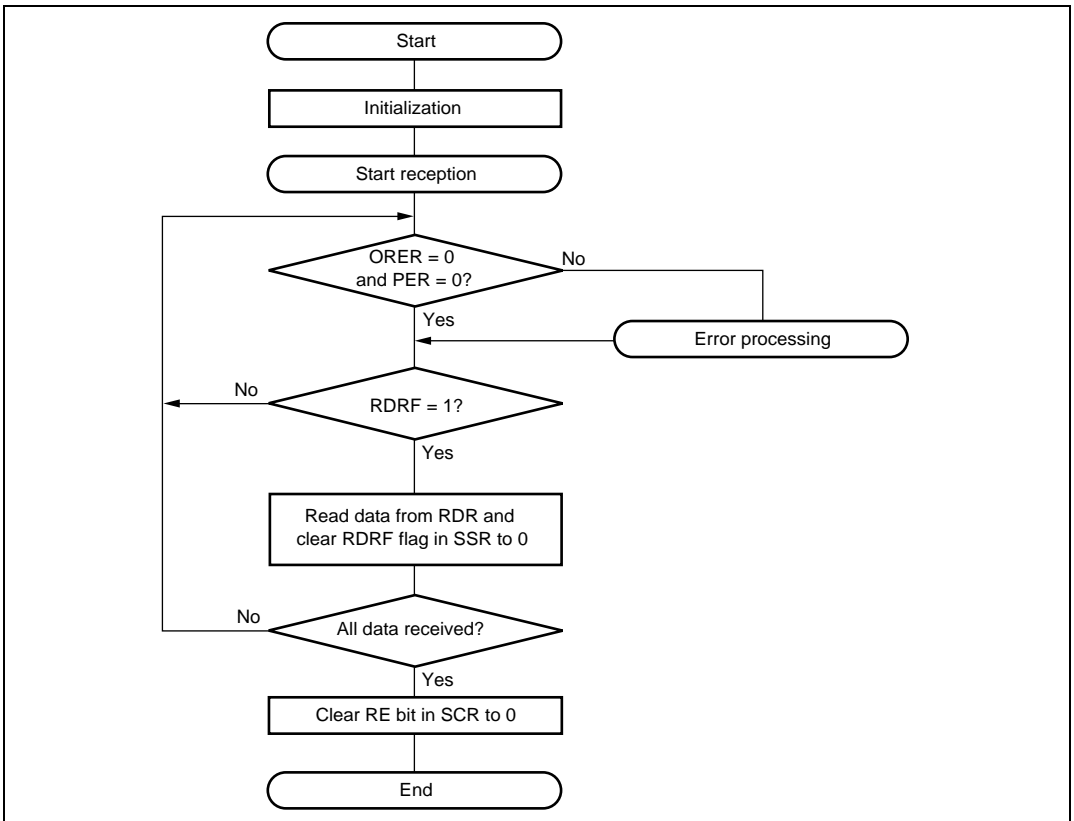 Start
Initialization
Start reception
ORER = 0
and PER = 0?
No
Yes
Error processing
No
RDRF = 1?
Yes
Read data from RDR and
clear RDRF flag in SSR to 0
No
All data received?
Yes
Clear RE bit in SCR to 0
End